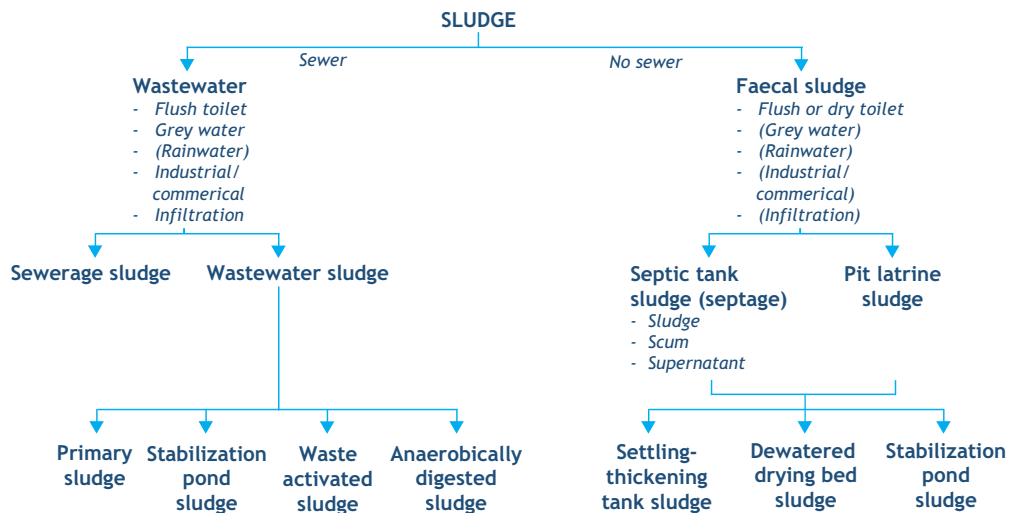 SLUDGE
Sewer
No sewer
Wastewater
- Flush toilet
- Grey water
- (Rainwater)
- Industrial/
commerical
- Infiltration
Faecal sludge
- Flush or dry toilet
- (Grey water)
- (Rainwater)
- (Industrial/
commerical)
- (Infiltration)
Sewerage sludge
Wastewater sludge
Septic tank
sludge (septage)
- Sludge
- Scum
- Supernatant
Pit latrine
sludge
Primary
sludge
Stabilization
pond
sludge
Waste
activated
sludge
Anaerobically
digested
sludge
Settling-
thickening
tank sludge
Dewatered
drying bed
sludge
Stabilization
pond
sludge